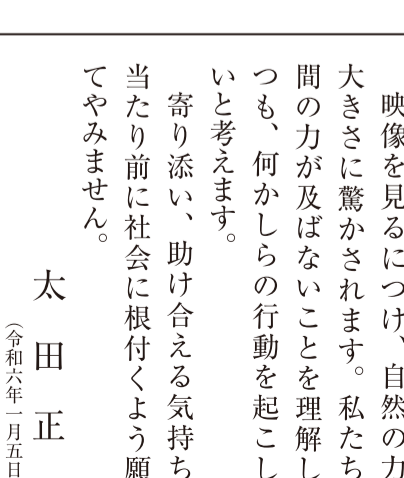 映像を見るにつけ、自然の力
大きさに驚かされます。私たち
間の力が及ばないことを理解し
つも、何かしらの行動を起こし
いと考えます。
寄り添い、助け合える気持ち
当たり前に社会に根付くよう願
てやみません。
太田正
（令和六年一月五日